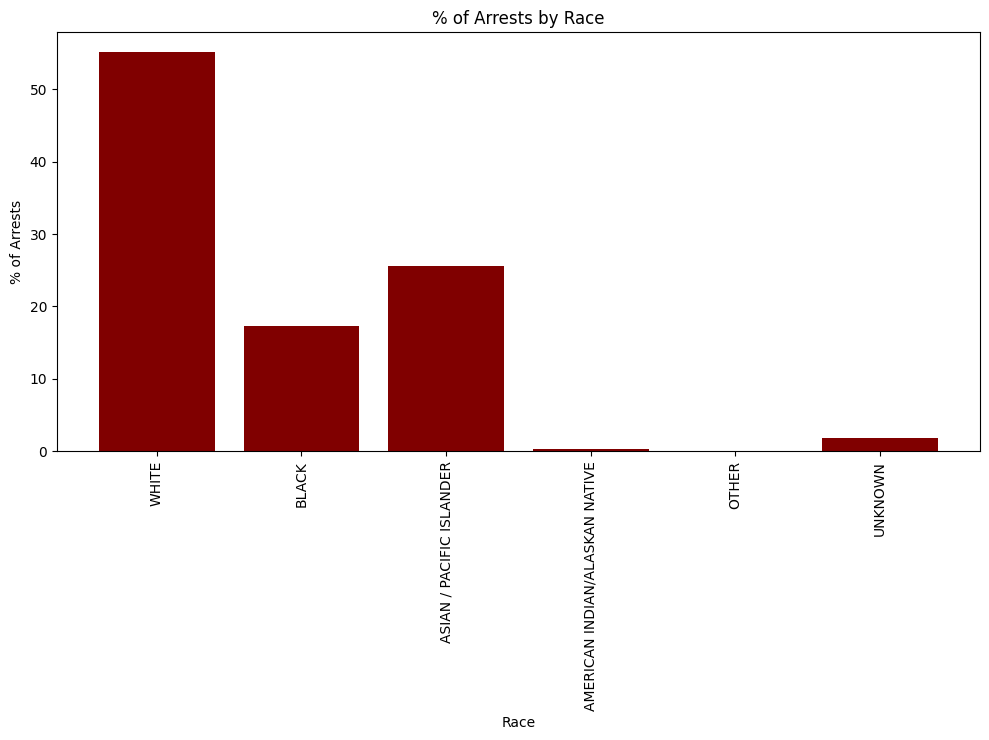 % of Arrests by Race
% of Arrests
50
40
30
20
10
0
WHITE
BLACK
ASIAN / PACIFIC ISLANDER
AMERICAN INDIAN/ALASKAN NATIVE
OTHER
UNKNOWN
Race